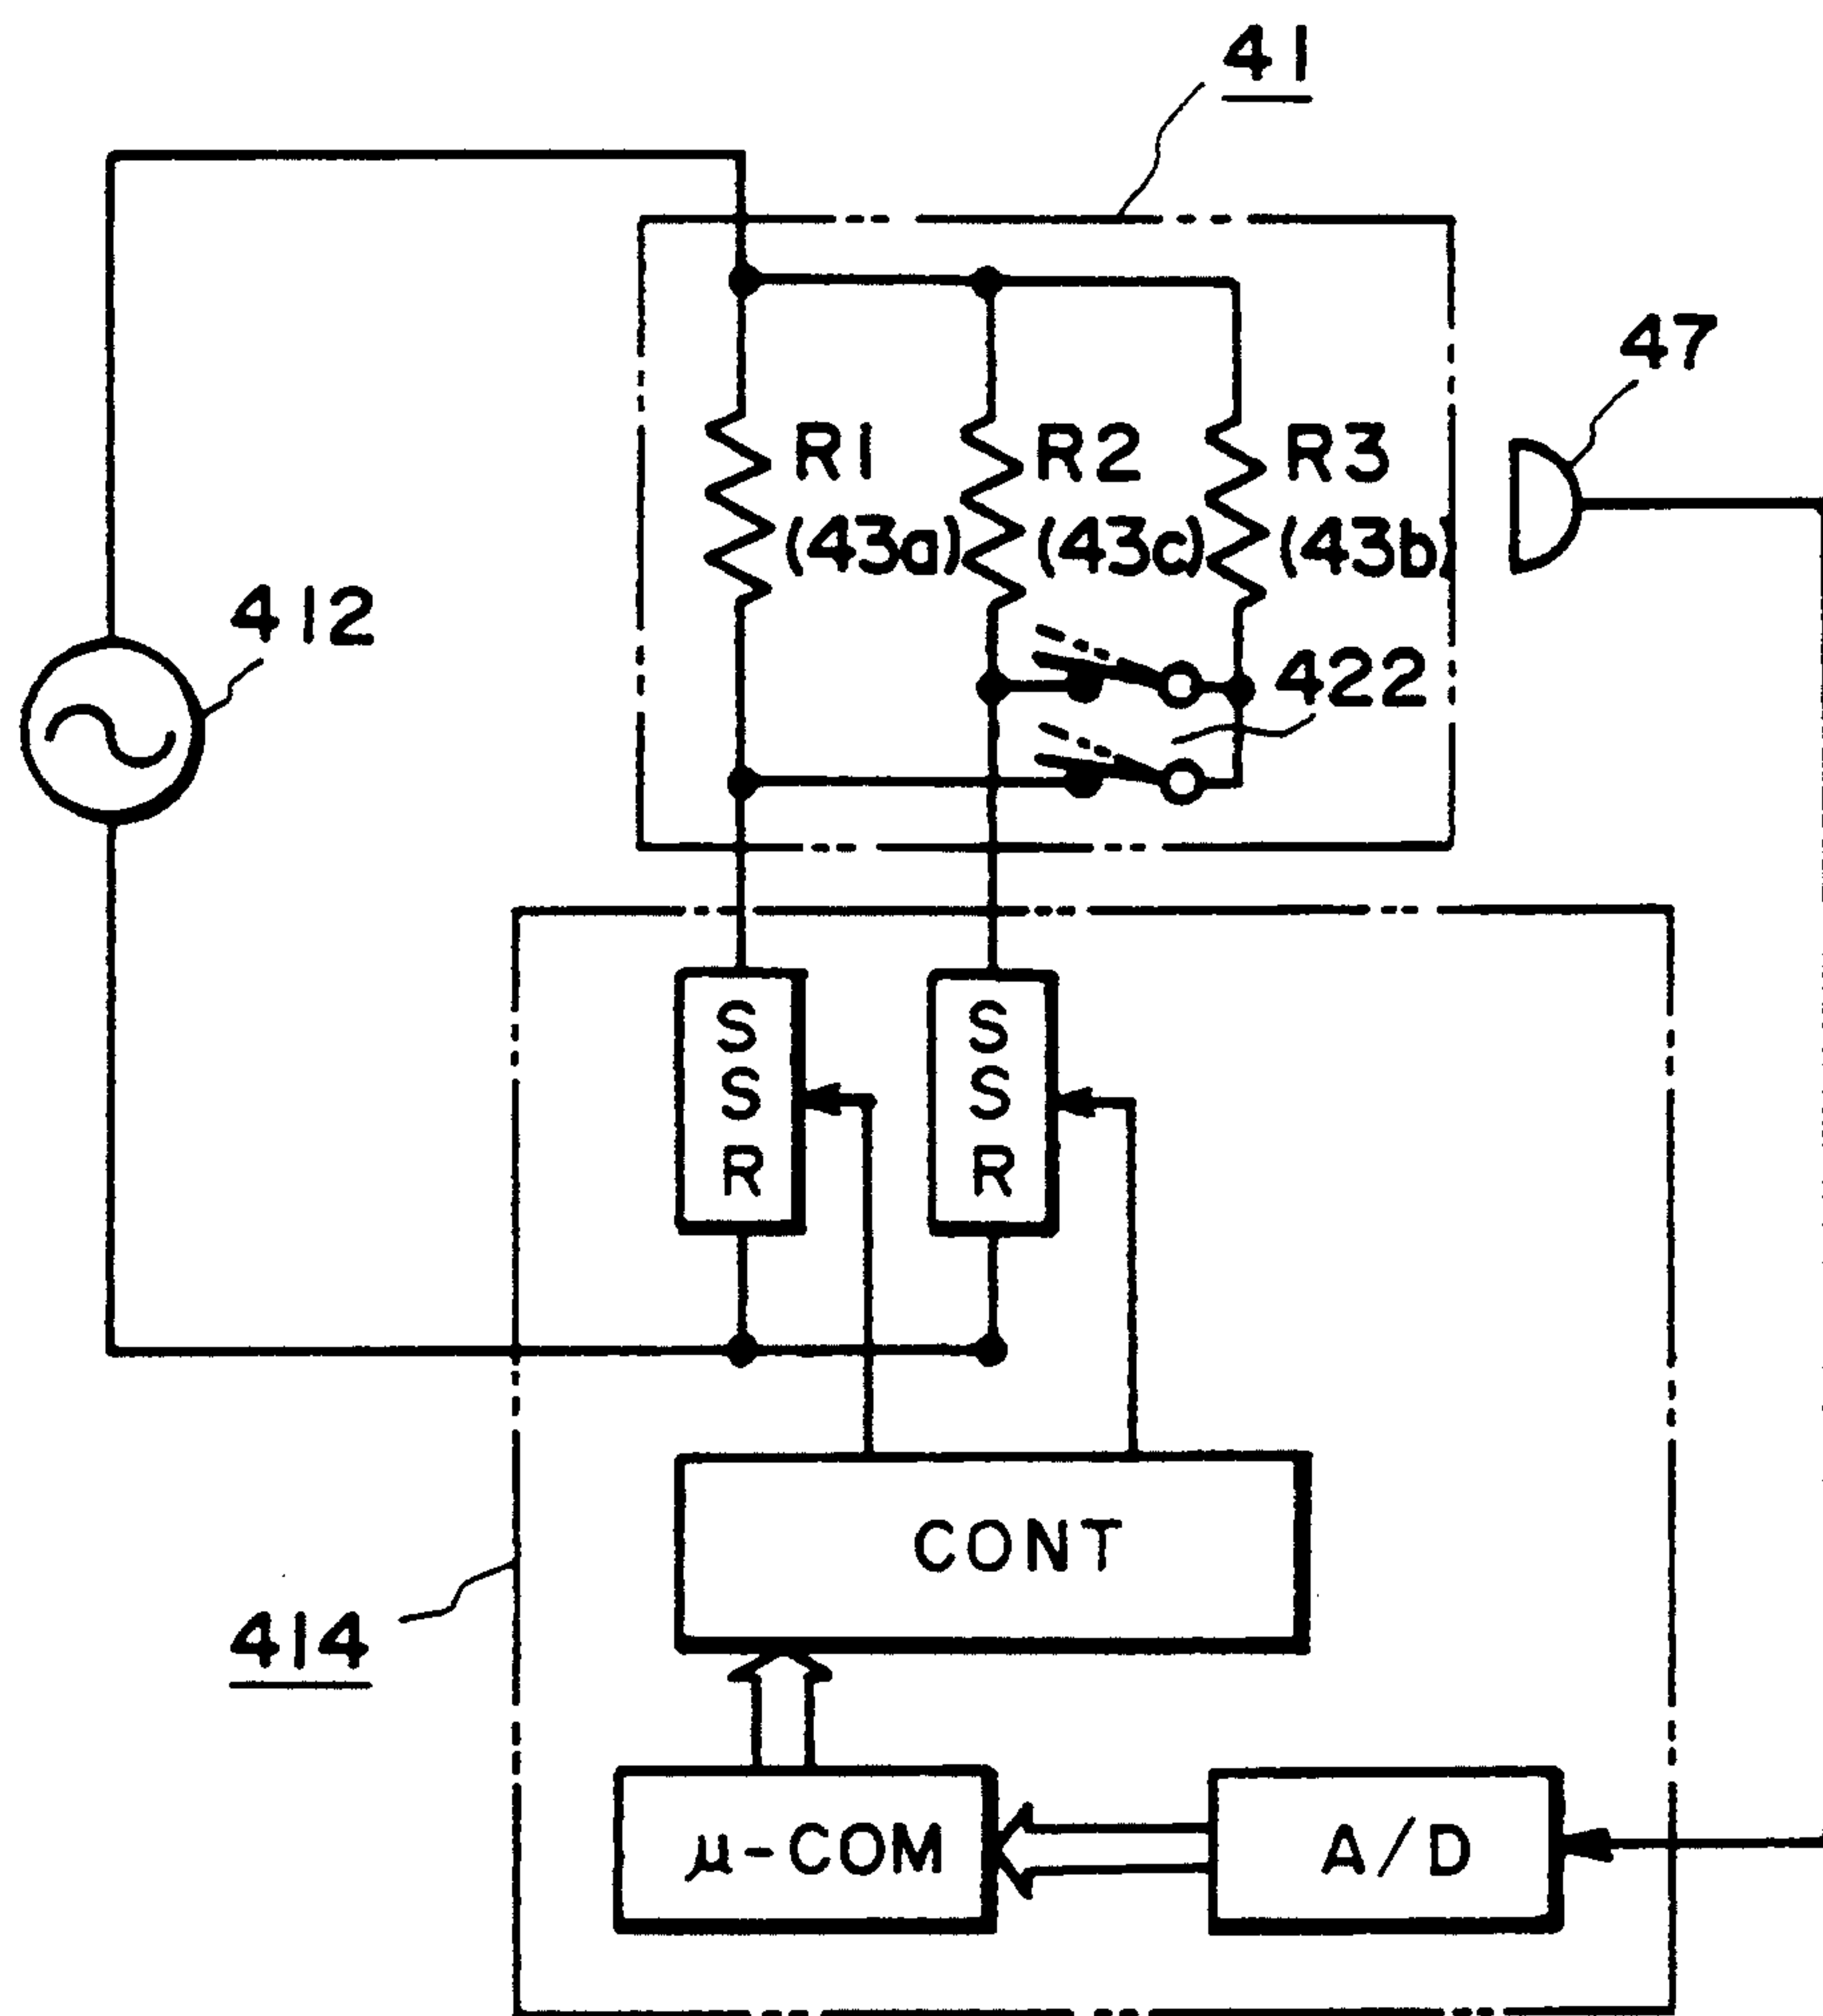 41
47
R1
(43a)
R2
(43c)
R3
(43b)
412
422
SSR
SSR
CONT
414
μ-COM
A/D